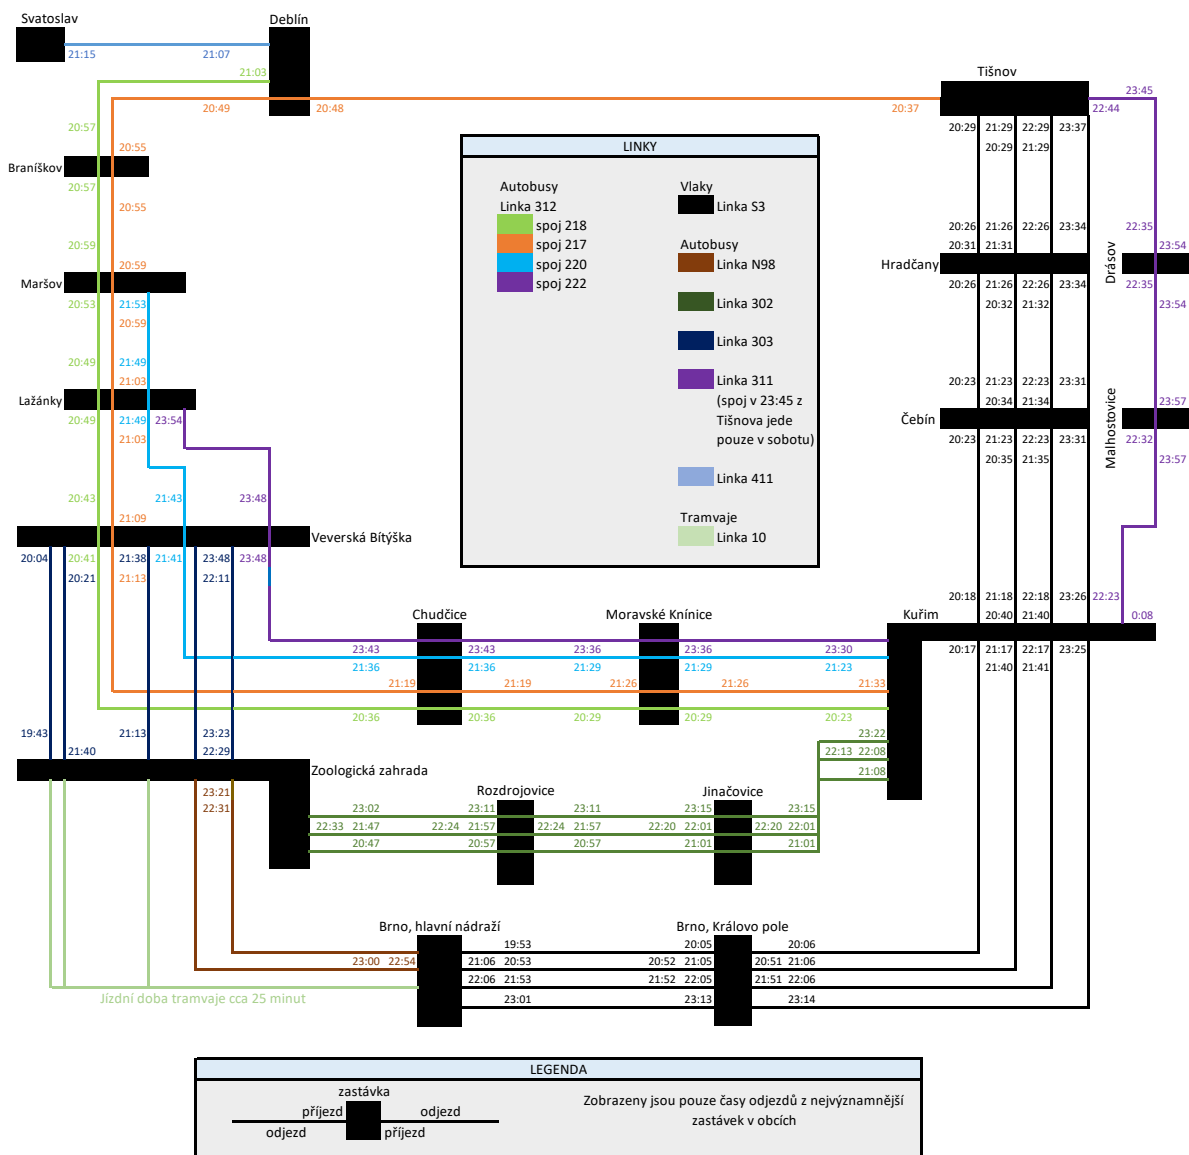 Svatoslav
Deblín
21:15
21:07
21:03
Tišnov
23:45
20:49
20:48
20:37
22:44
20:57
20:29 21:29 22:29 23:37
20:55
20:29 21:29
Braníškov
20:57
20:55
20:26 21:26 22:26 23:34
22:35
20:59
20:31 21:31
23:54
20:59
Hradčany
Drásov
Maršov
20:53
21:53
20:26 21:26 22:26 23:34
22:35
20:59
20:32 21:32
23:54
20:49
21:49
21:03
20:23 21:23 22:23 23:31
20:34 21:34
23:57
Lažánky
Čebín
Malhostovice
20:49
21:49
23:54
21:03
20:23 21:23 22:23 23:31
22:32
20:35 21:35
23:57
20:43
21:43
23:48
21:09
Veverská Bítýška
20:04
20:41
21:38
21:41
23:48
23:48
20:21
21:13
22:11
LINKY
Autobusy
Linka 312
spoj 218
spoj 217
spoj 220
spoj 222
Vlaky
Linka S3
Autobusy
Linka N98
Linka 302
Linka 303
Linka 311
(spoj v 23:45 z
Tišnova jede
pouze v sobotu)
Linka 411
Tramvaje
Linka 10
20:18 21:18 22:18 23:26 22:23
20:40 21:40
0:08
Chudčice
Moravské Knínice
Kuřim
23:43
23:43
23:36
23:36
23:30
20:17 21:17 22:17 23:25
21:36
21:36
21:29
21:29
21:23
21:40 21:41
21:19
21:19
21:26
21:26
21:33
20:36
20:36
20:29
20:29
20:23
19:43
21:13
23:23
23:22
21:40
22:29
22:13 22:08
Zoologická zahrada
21:08
23:21
22:31
Rozdrojovice
Jinačovice
23:02
23:11
23:11
23:15
23:15
22:33 21:47
22:24 21:57
22:24 21:57
22:20 22:01
22:20 22:01
20:47
20:57
20:57
21:01
21:01
Brno, hlavní nádraží
Brno, Královo pole
19:53
20:05
20:06
23:00 22:54
21:06 20:53
20:52 21:05
20:51 21:06
22:06 21:53
21:52 22:05
21:51 22:06
Jízdní doba tramvaje cca 25 minut
23:01
23:13
23:14
LEGENDA
zastávka
příjezd
odjezd
odjezd
příjezd
Zobrazeny jsou pouze časy odjezdů z nejvýznamnější
zastávek v obcích